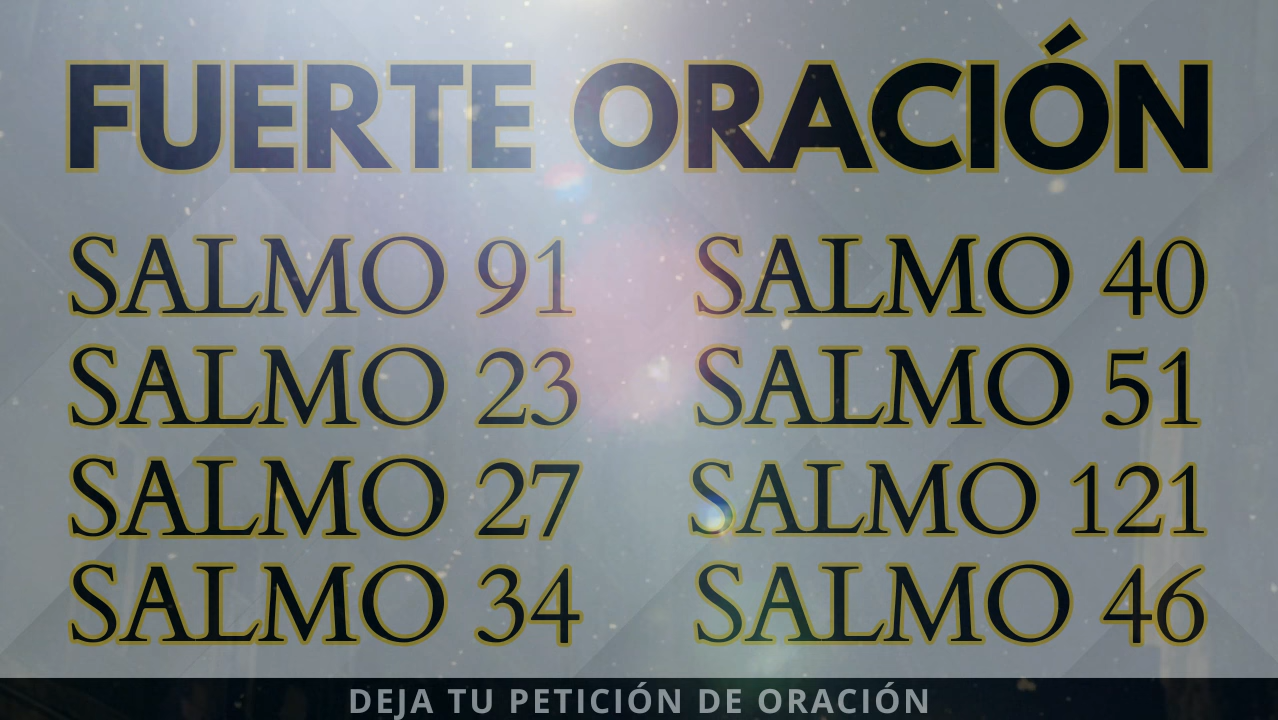 FUERTE ORACIÓN
SALMO 91
SALMO 23
SALMO 27
SALMO 34
SALMO 40
SALMO 51
SALMO 121
SALMO 46
DEJA TU PETICIÓN DE ORACIÓN